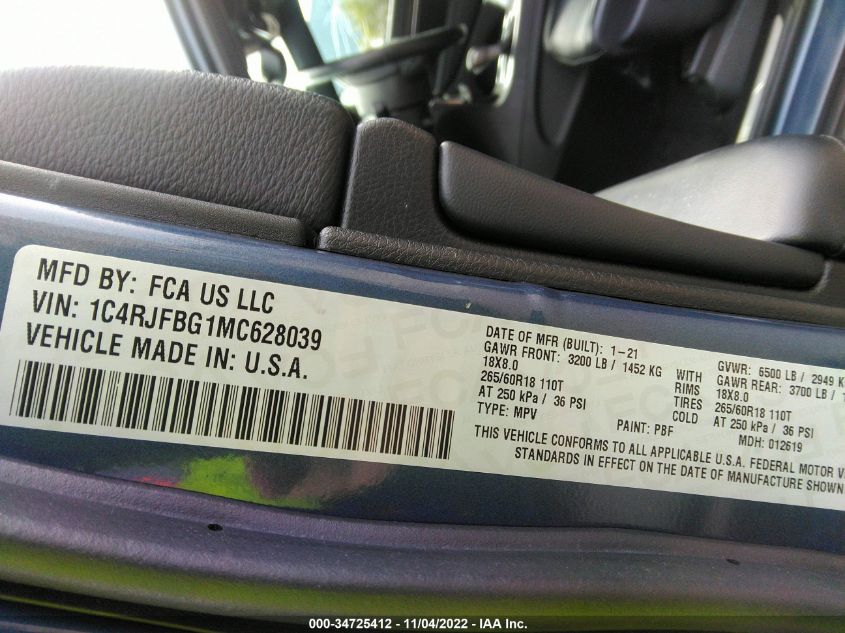 MFD BY: FCA US LLC
VIN: 1C4RJFBG1MC628039
VEHICLE MADE IN: U.S.A.
DATE OF MFR (BUILT): 1-21
GAWR FRONT: 3200 LB / 1452 KG WITH
18X8.0 RIMS
265/60R18 110T TIRES
AT 250 kPa / 36 PSI COLD
TYPE: MPV PAINT: PBF
GVWR: 6500 LB / 2949 K
GAWR REAR: 3700 LB /
18X8.0
265/60R18 110T
AT 250 kPa / 36 PSI
MDH: 012619
THIS VEHICLE CONFORMS TO ALL APPLICABLE U.S.A. FEDERAL MOTOR
STANDARDS IN EFFECT ON THE DATE OF MANUFACTURE SHOWN
000-34725412 - 11/04/2022 - IAA Inc.